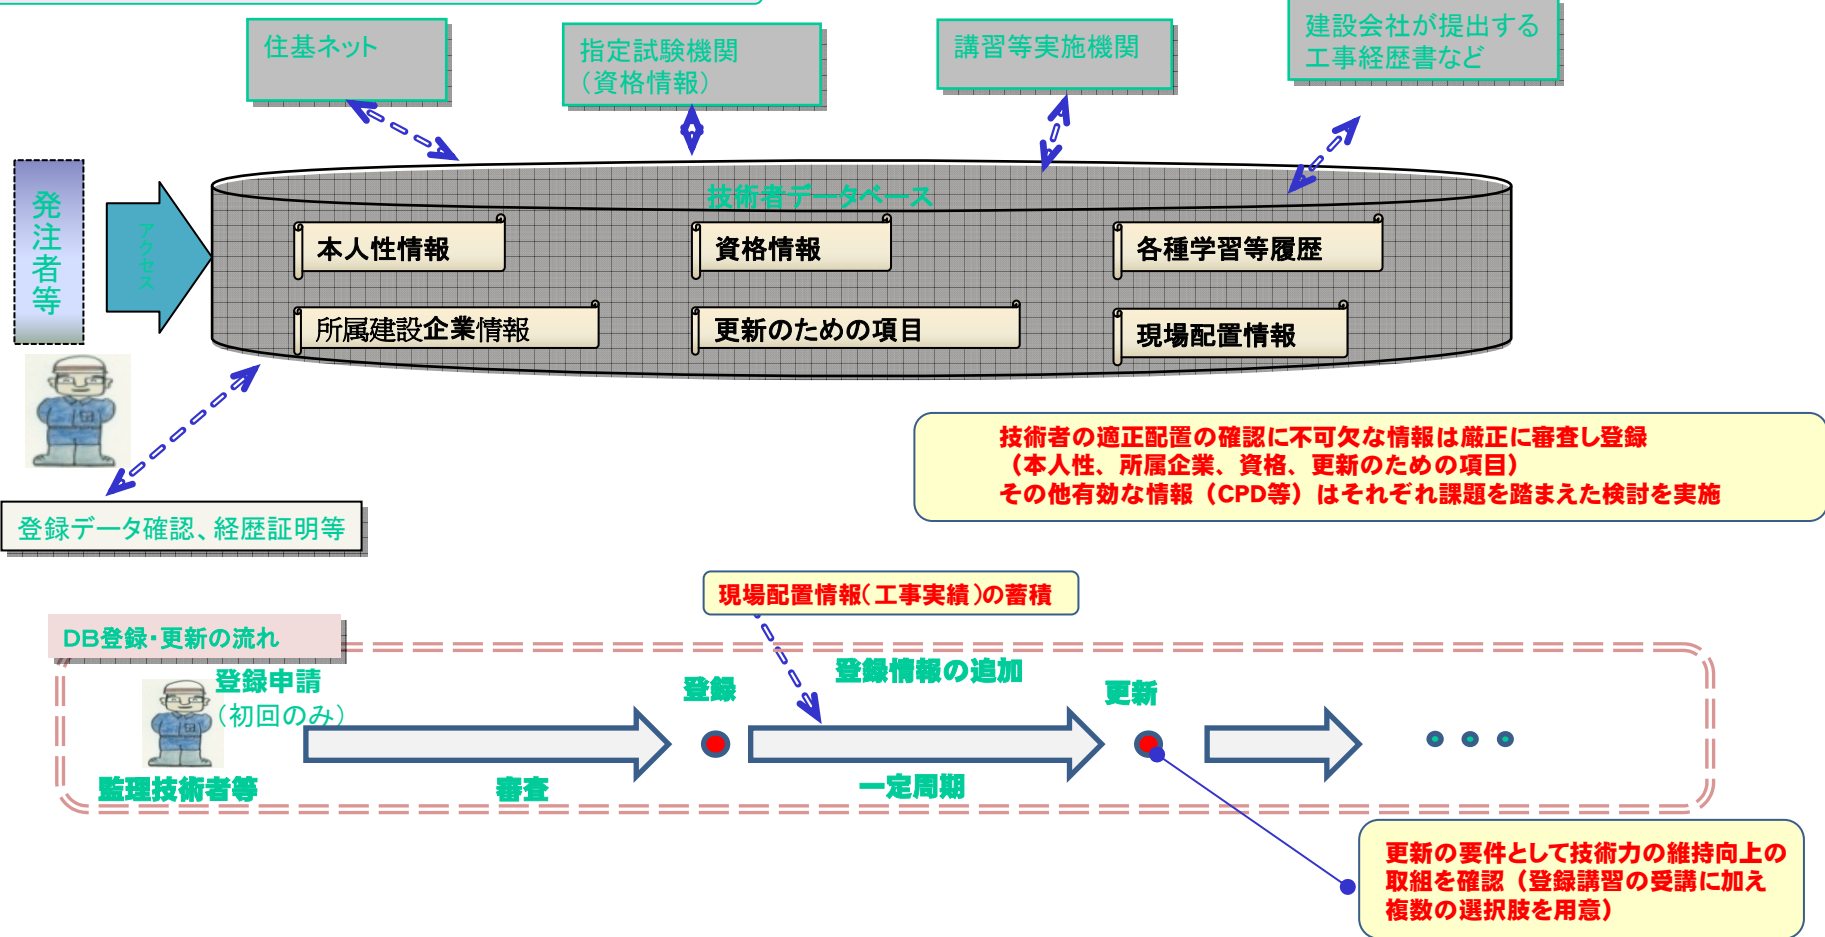 住基ネット
指定試験機関
（資格情報）
講習等実施機関
建設会社が提出する
工事経歴書など
発注者等
アクセス
技術者データベース
本人性情報
資格情報
各種学習等履歴
所属建設企業情報
更新のための項目
現場配置情報
技術者の適正配置の確認に不可欠な情報は厳正に審査し登録
（本人性、所属企業、資格、更新のための項目）
その他有効な情報（CPD等）はそれぞれ課題を踏まえた検討を実施
登録データ確認、経歴証明等
現場配置情報（工事実績）の蓄積
ＤＢ登録・更新の流れ
登録申請
（初回のみ）
登録
登録情報の追加
更新
監理技術者等
審査
一定周期
更新の要件として技術力の維持向上の
取組を確認（登録講習の受講に加え
複数の選択肢を用意）